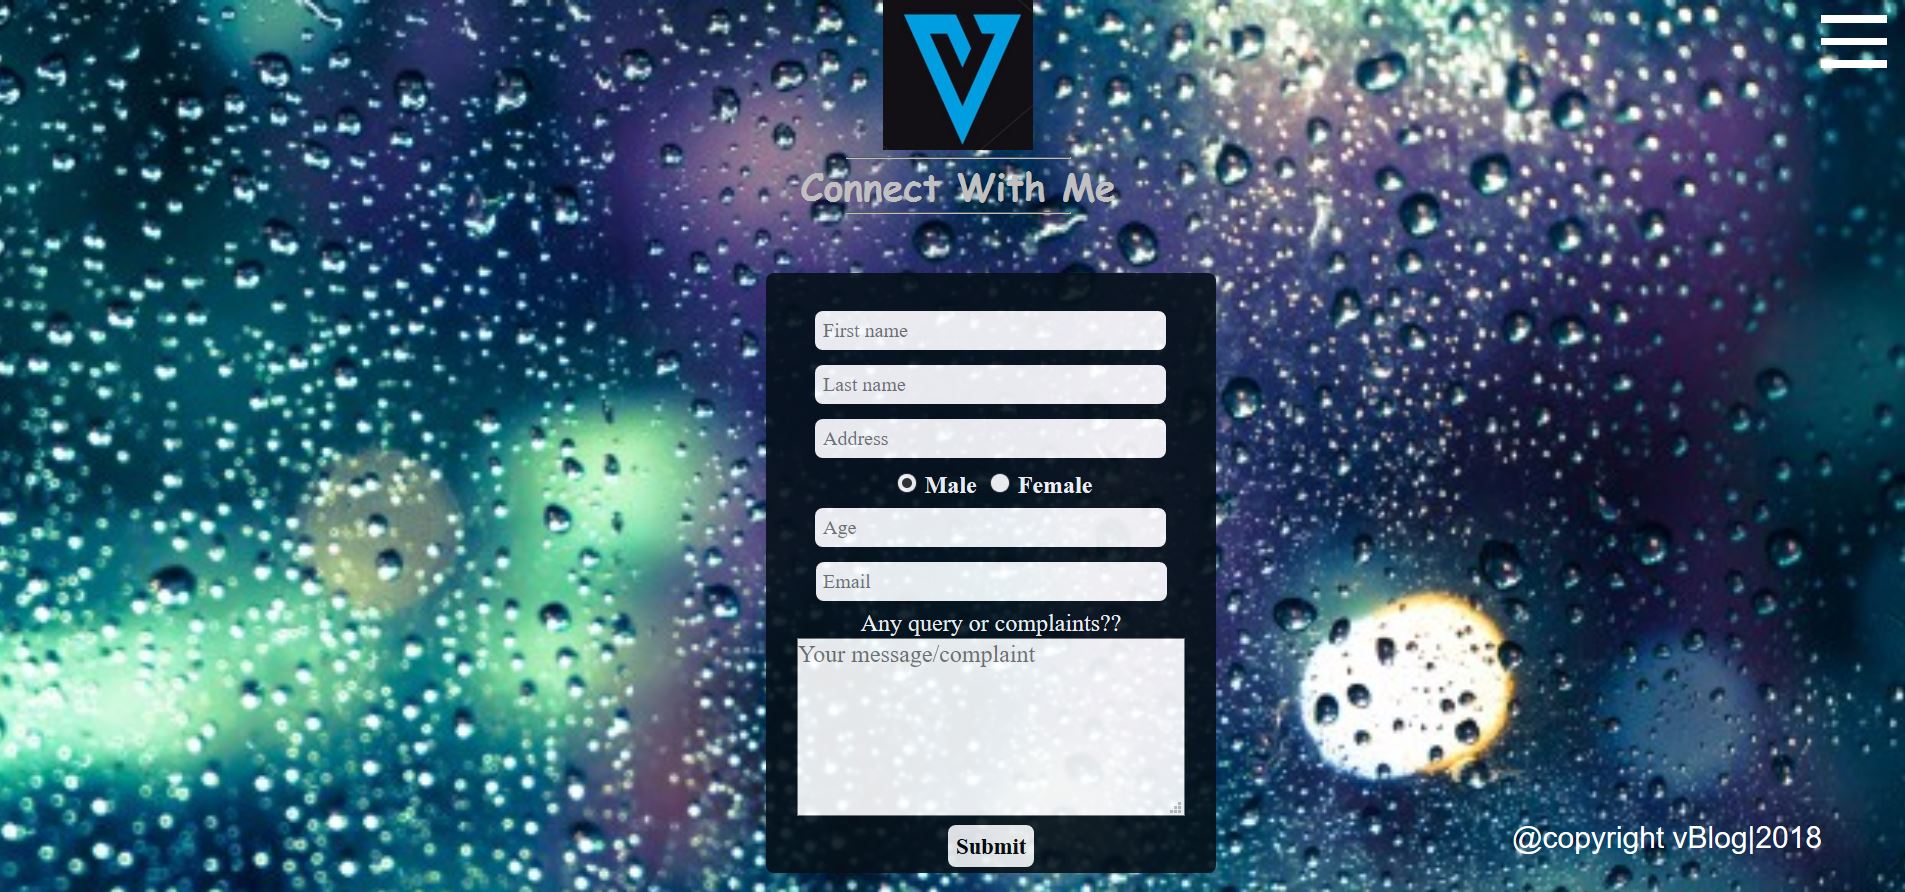 Connect With Me
First name
Last name
Address
Male Female
Age
Email
Any query or complaints??
Your message/complaint
Submit
@copyright vBlog|2018